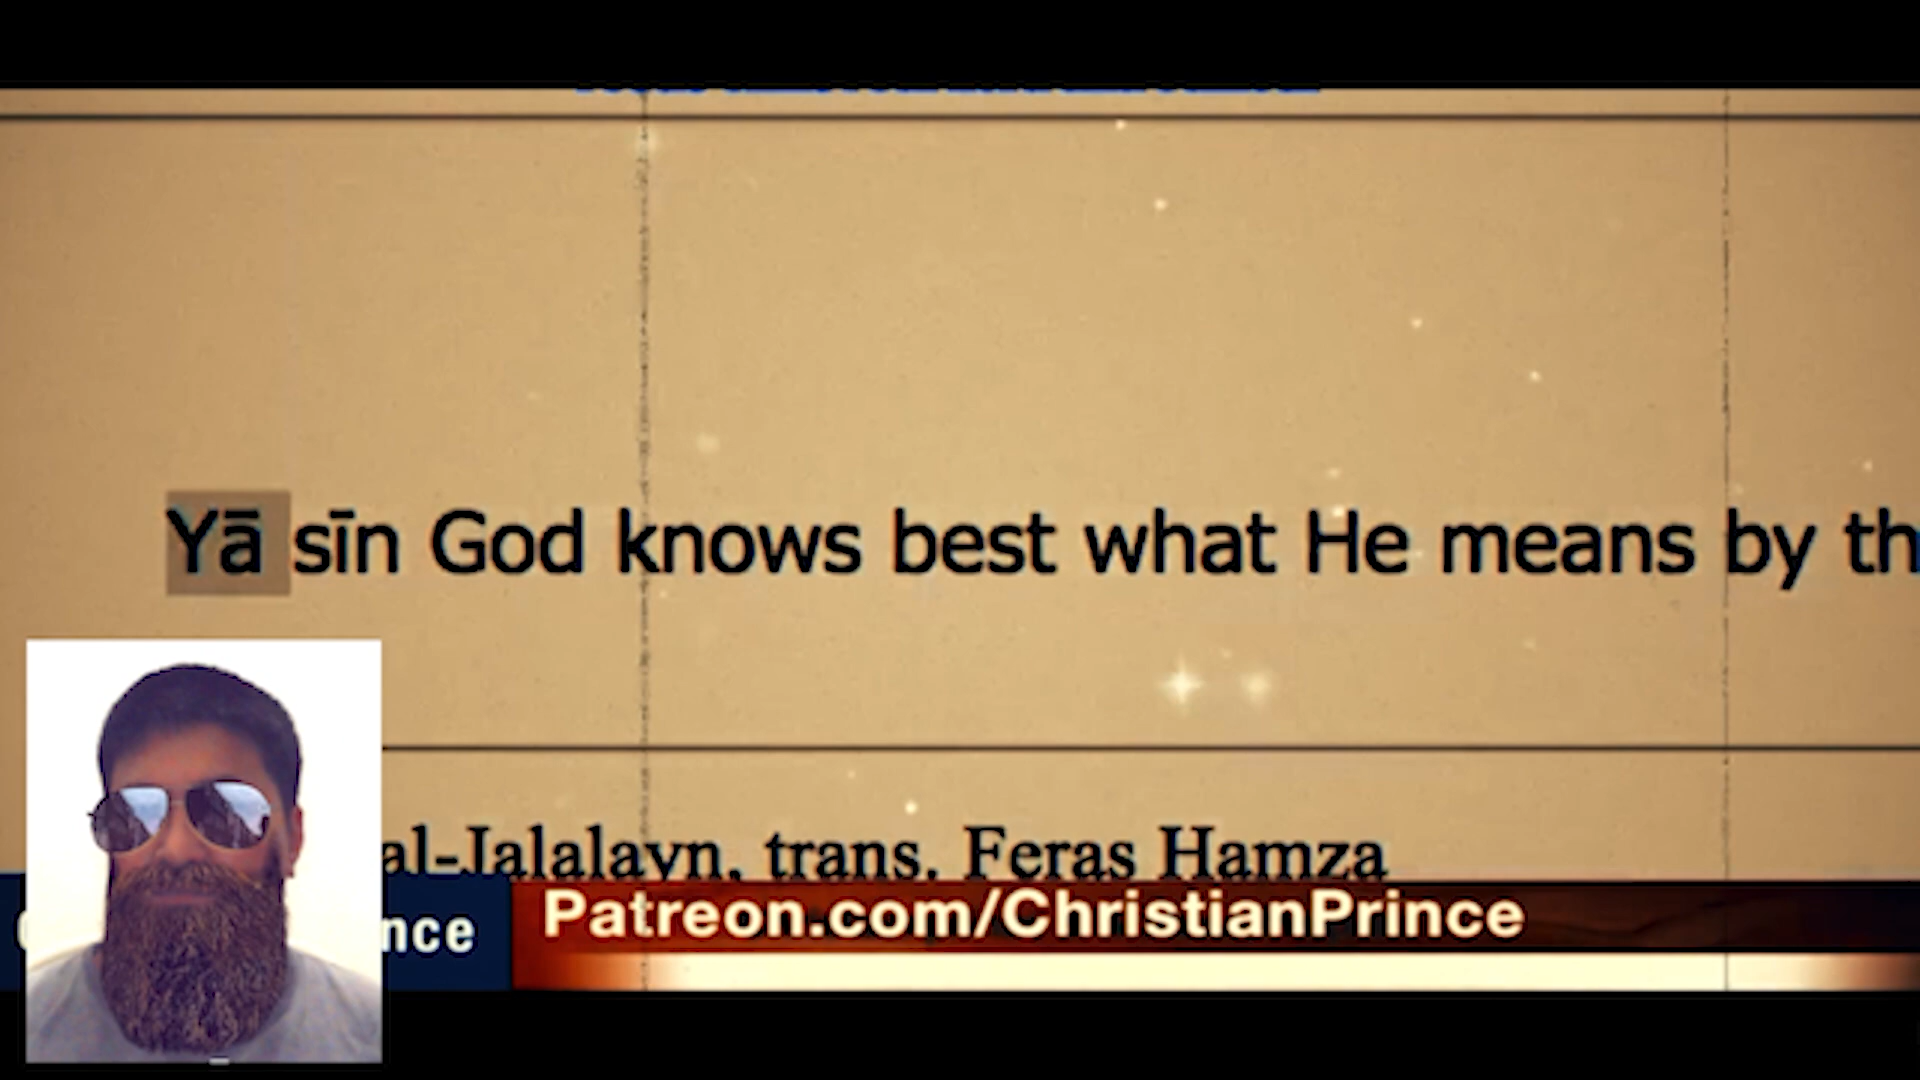 Yā sīn God knows best what He means by th
al-Jalalayn, trans. Feras Hamza
nce
Patreon.com/ChristianPrince